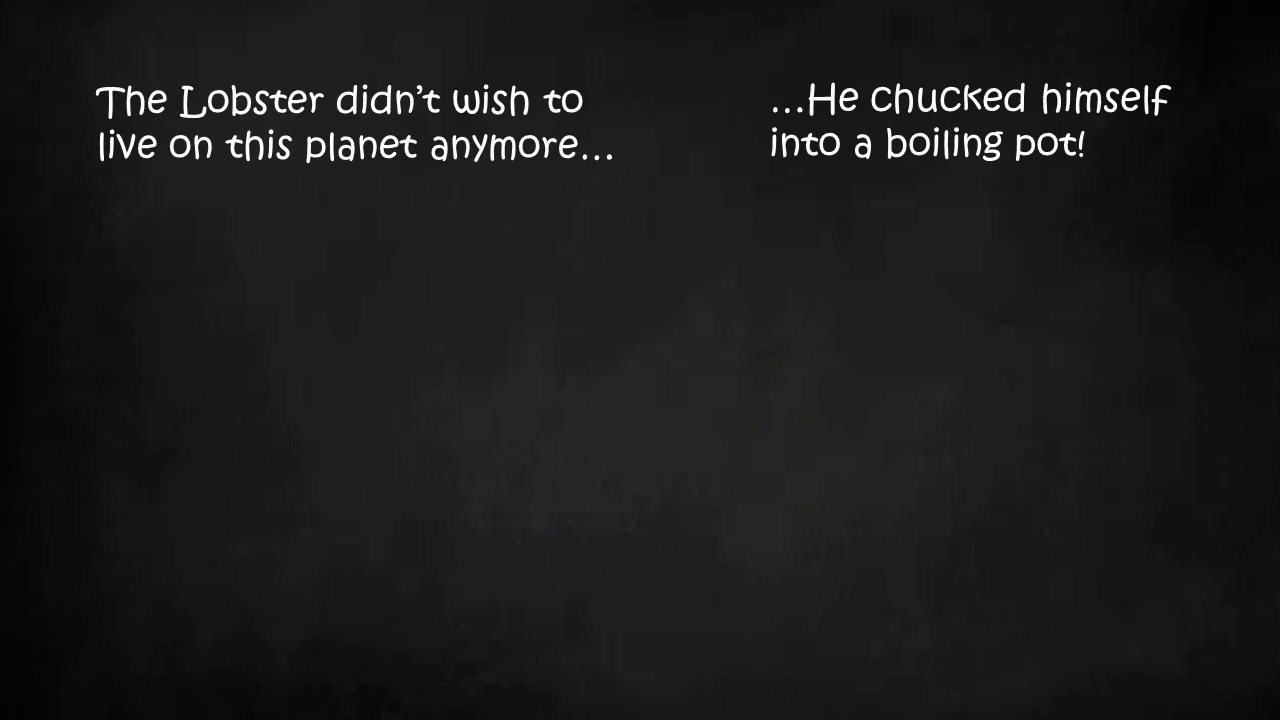 The Lobster didn’t wish to
live on this planet anymore…
…He chucked himself
into a boiling pot!